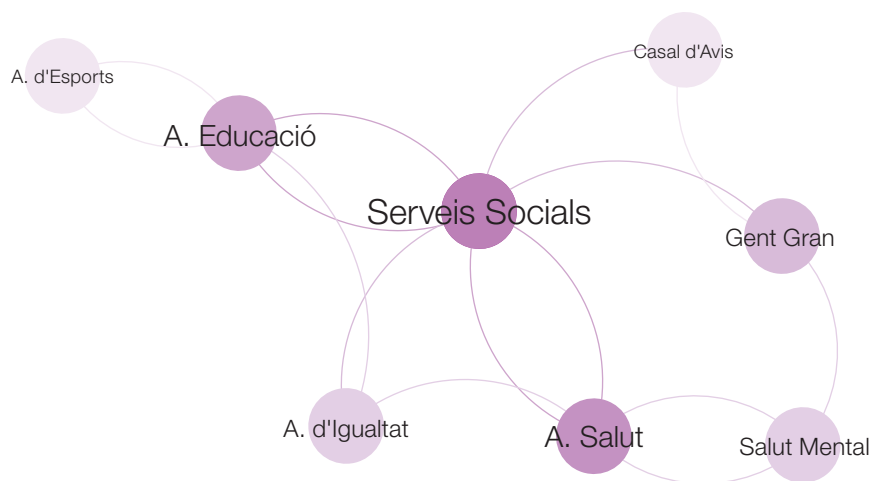 Casal d'Avis
A. d'Esports
A. Educació
Serveis Socials
Gent Gran
A. d'Igualtat
A. Salut
Salut Mental